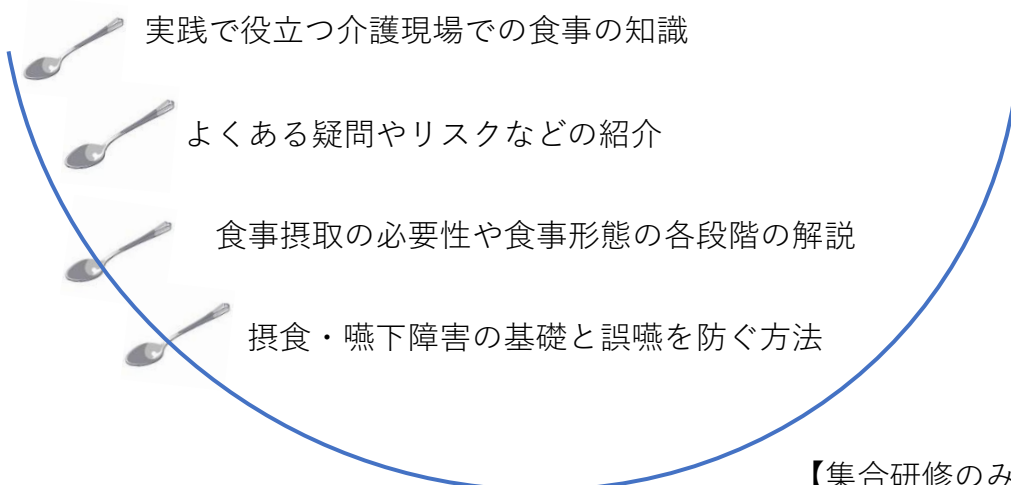 実践で役立つ介護現場での食事の知識
よくある疑問やリスクなどの紹介
食事摂取の必要性や食事形態の各段階の解説
摂食・嚥下障害の基礎と誤嚥を防ぐ方法
【集合研修のみ